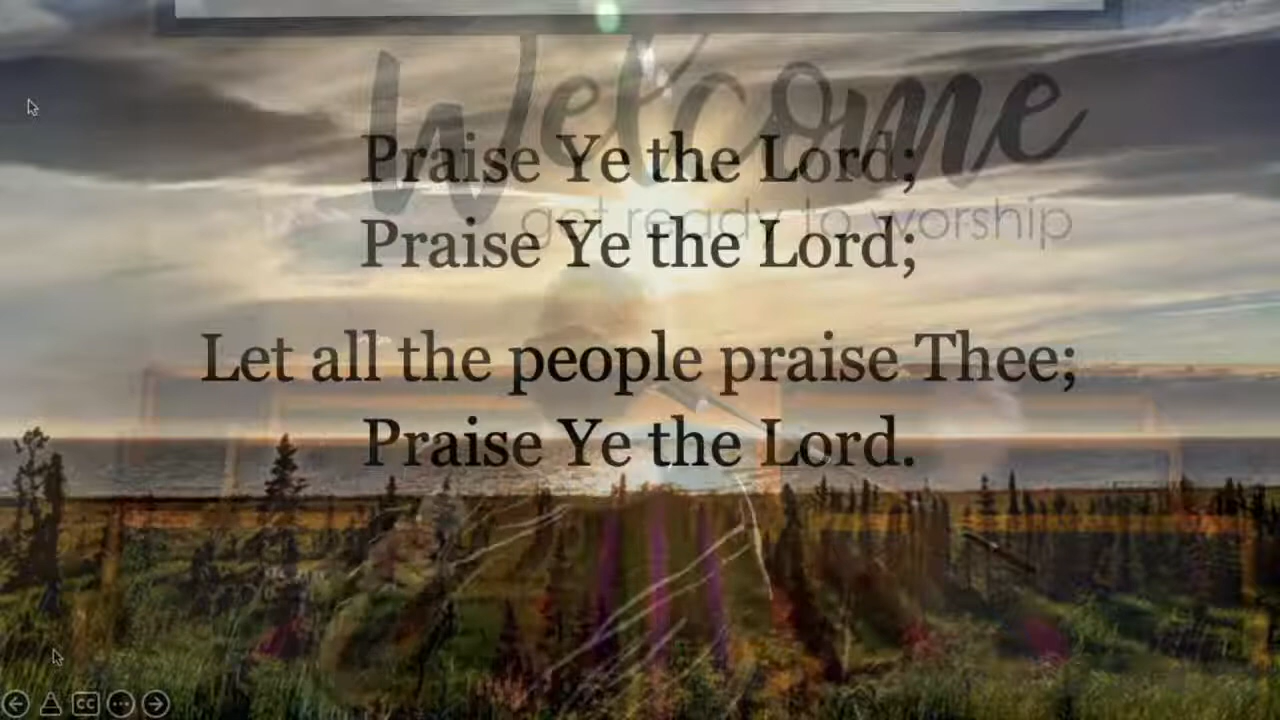 Welcome
Praise Ye the Lord;
get ready to worship
Praise Ye the Lord;
Let all the people praise Thee;
Praise Ye the Lord.
CC